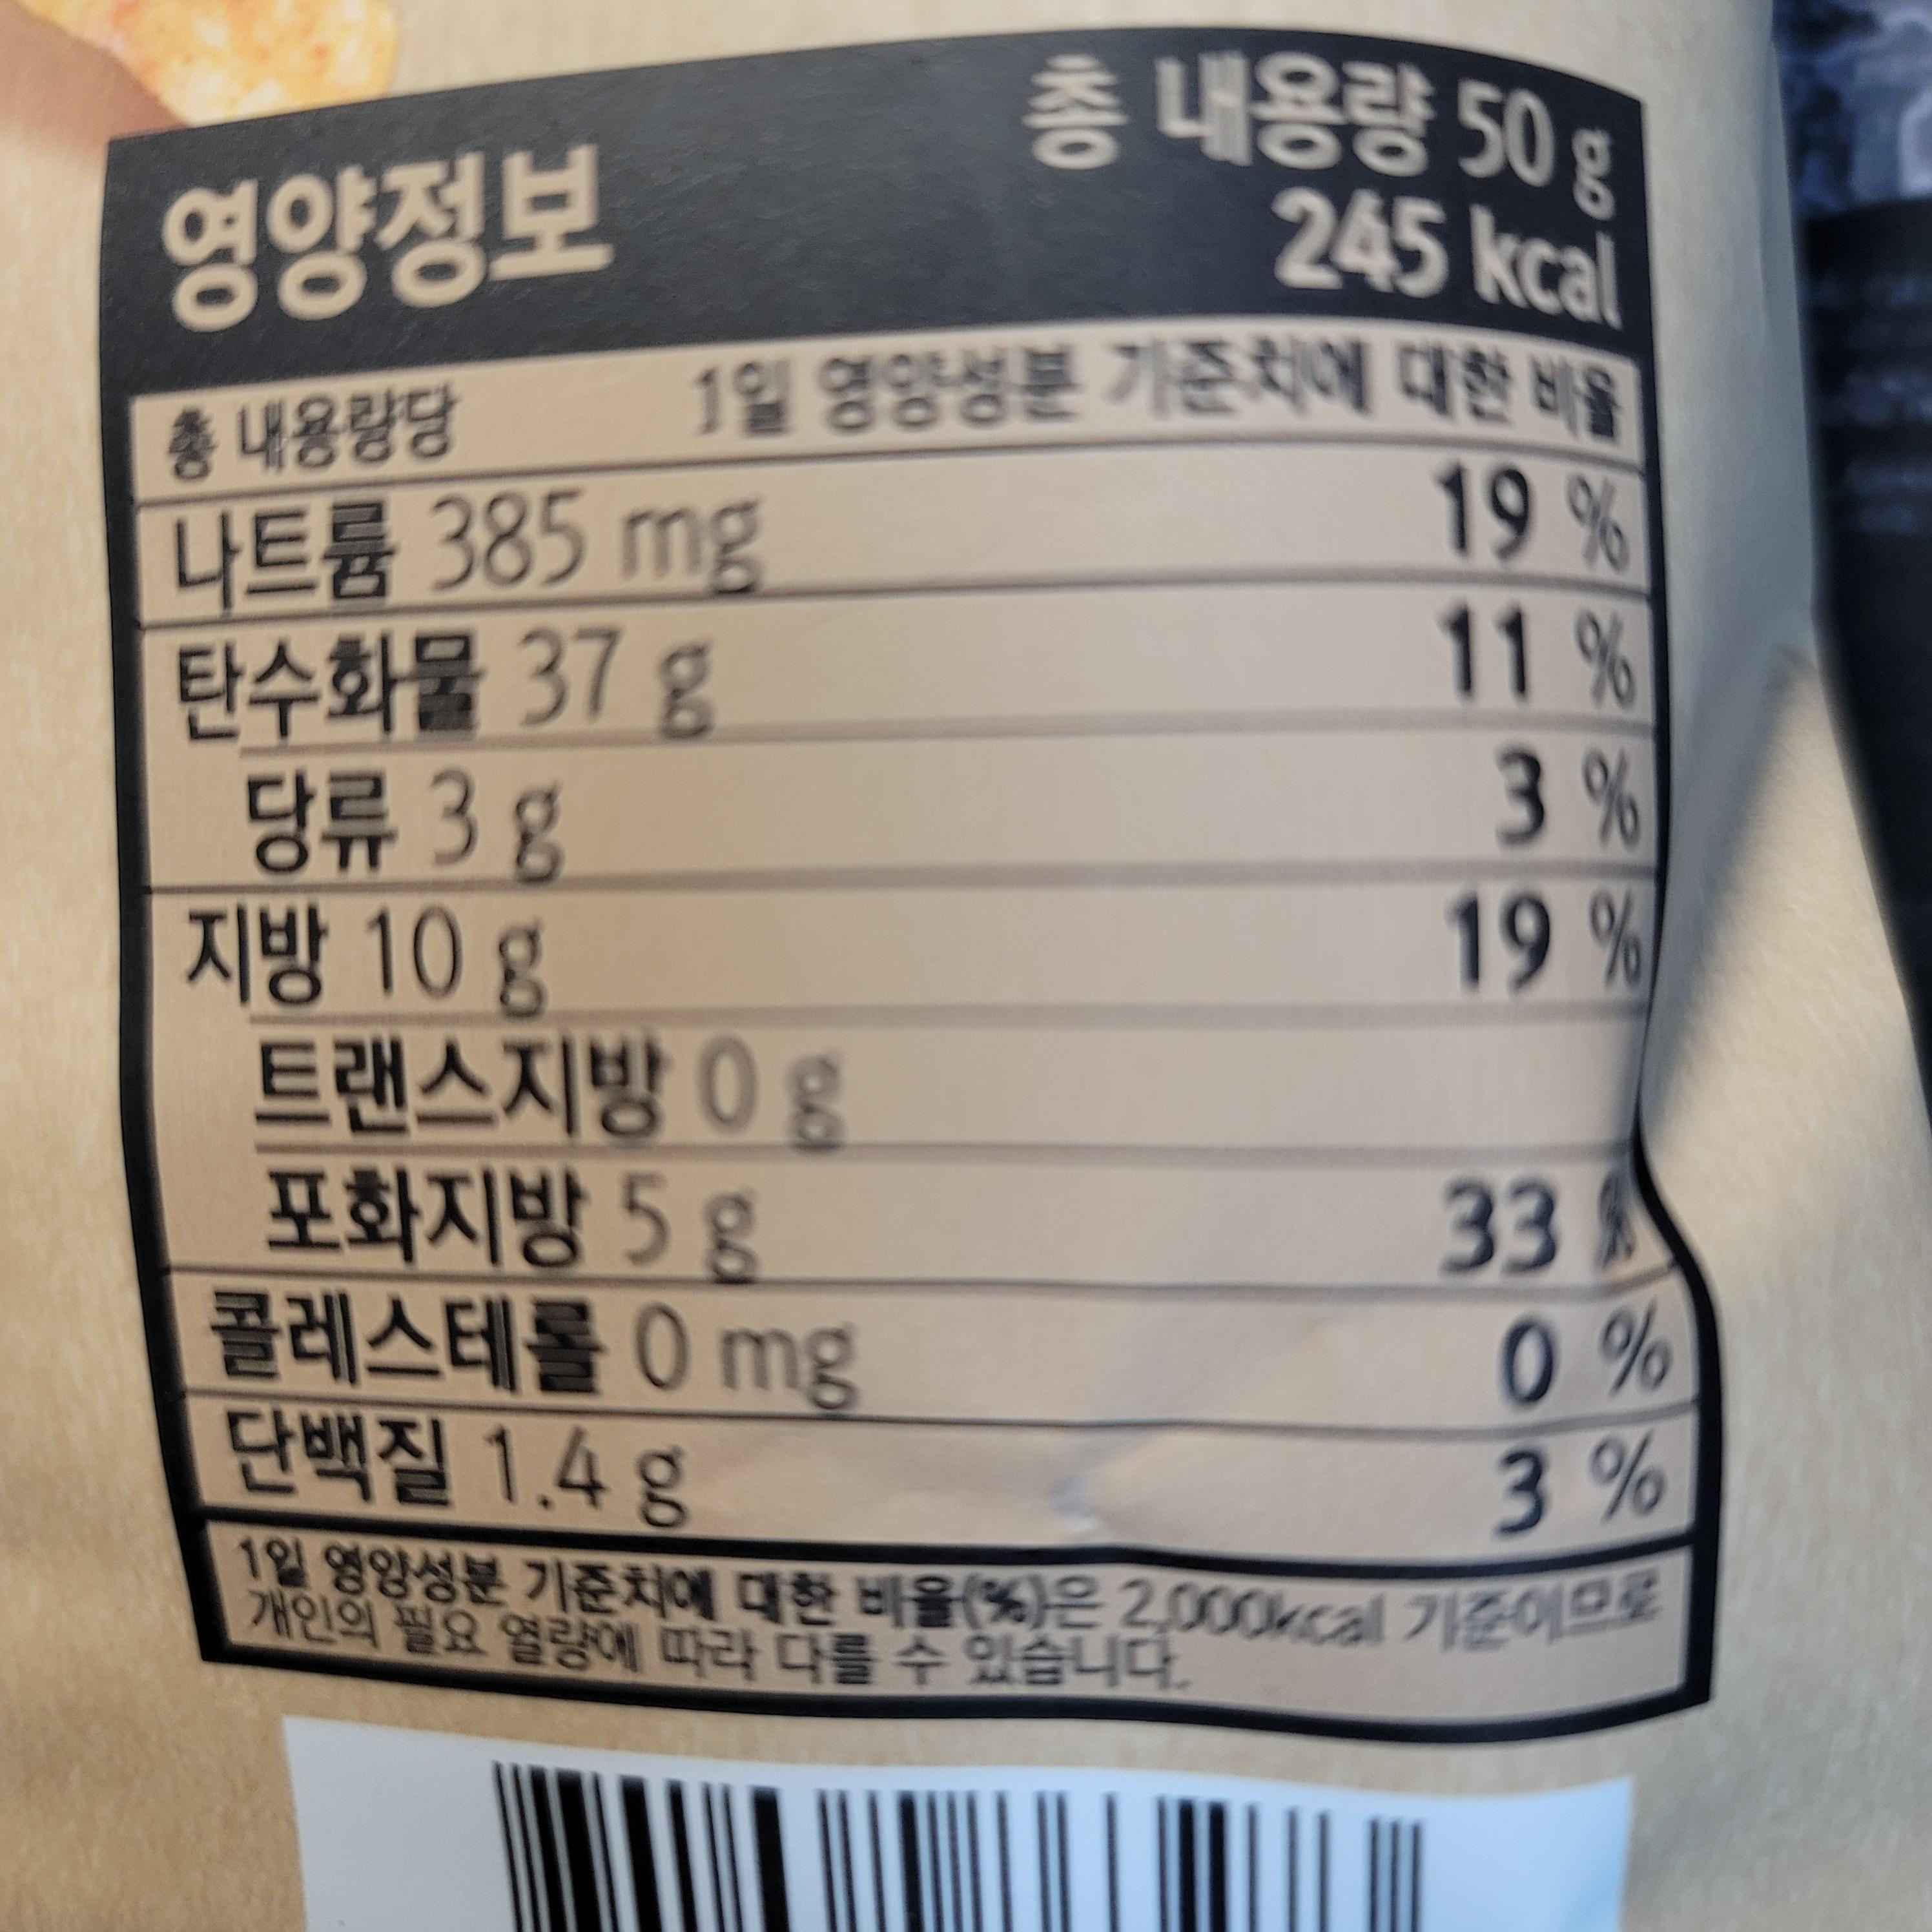 총 내용량 50 g
영양정보
245 kcal
총 내용량당 1일 영양성분 기준치에 대한 비율
나트륨 385 mg 19 %
탄수화물 37 g 11 %
당류 3 g 3 %
지방 10 g 19 %
트랜스지방 0 g
포화지방 5 g 33 %
콜레스테롤 0 mg 0 %
단백질 1.4 g 3 %
1일 영양성분 기준치에 대한 비율(%)은 2,000kcal 기준이므로
개인의 필요 열량에 따라 다를 수 있습니다.